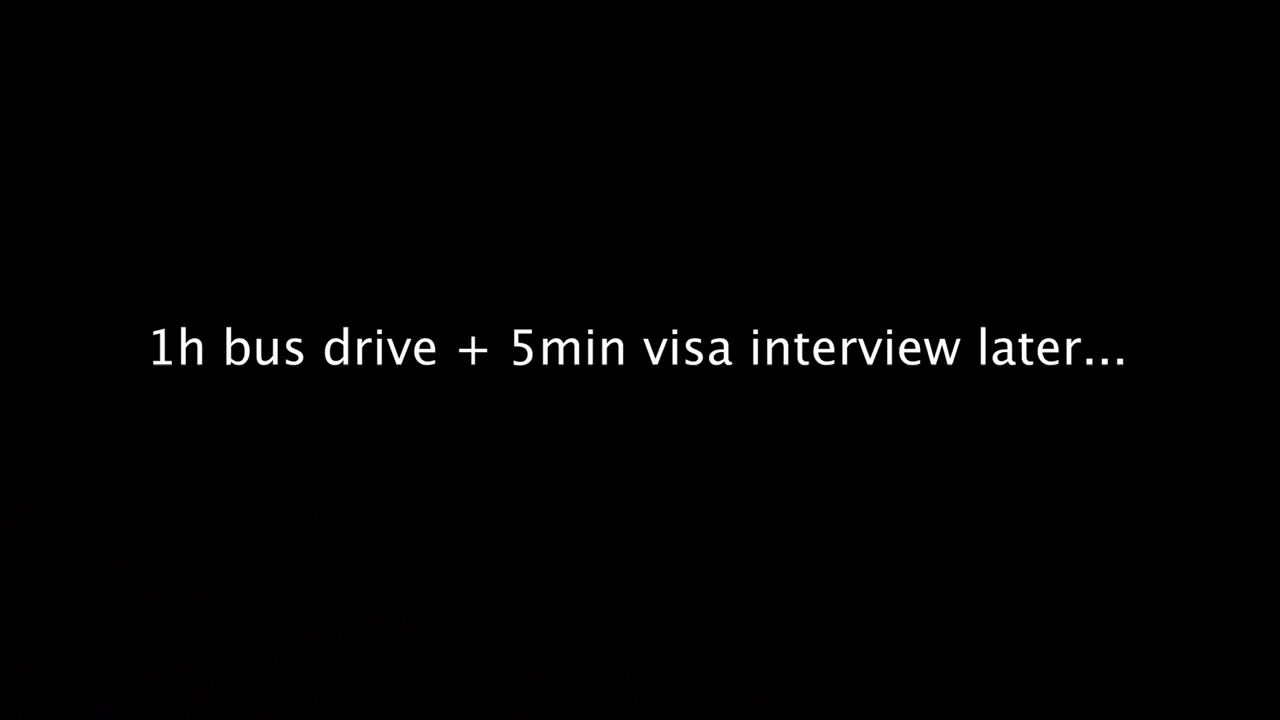 1h bus drive + 5min visa interview later...